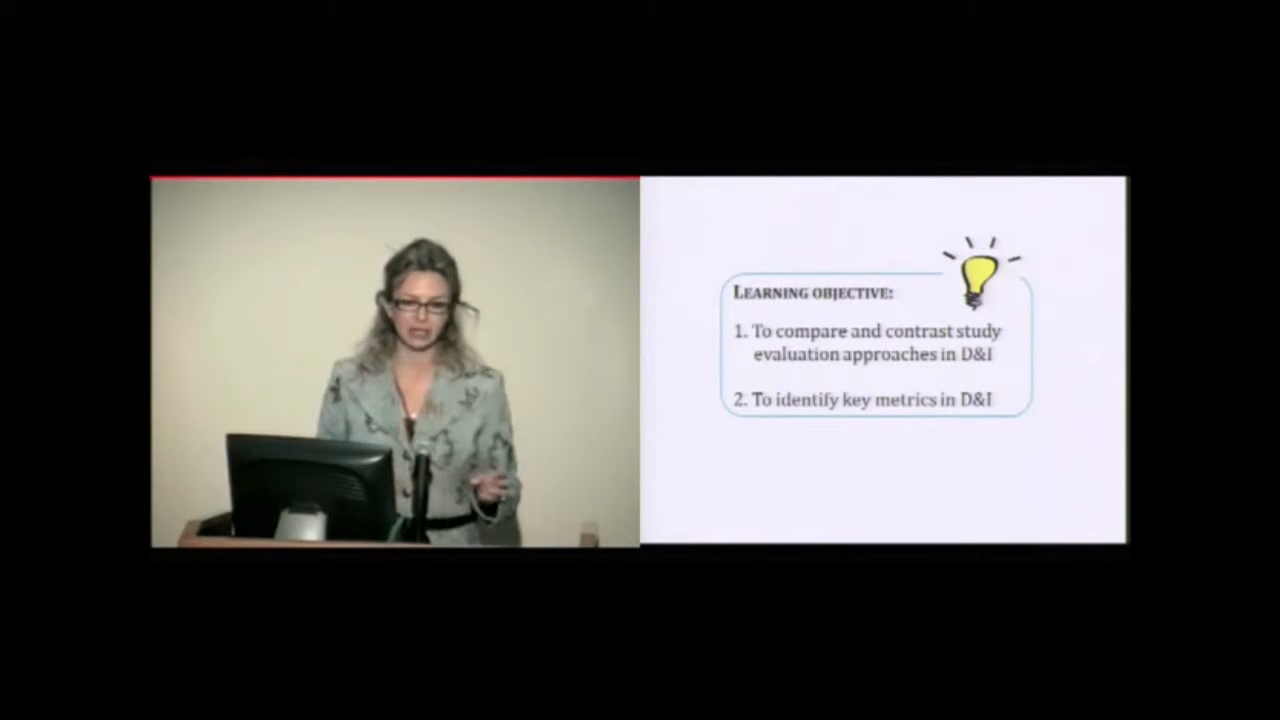 LEARNING OBJECTIVE:
1. To compare and contrast study
evaluation approaches in D&I
2. To identify key metrics in D&I